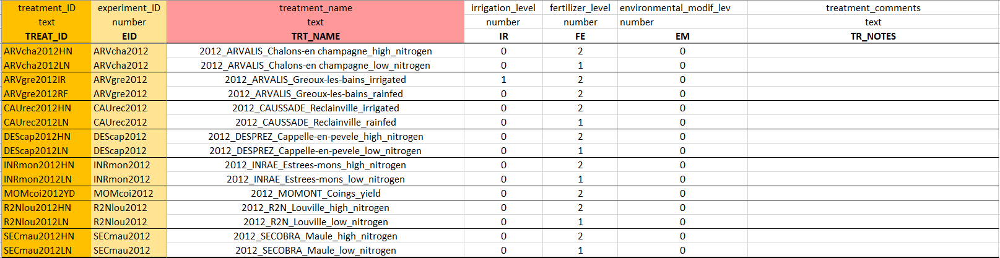 treatment_ID experiment_ID treatment_name irrigation_level fertilizer_level environmental_modif_lev treatment_comments
text number text number number number text
TREAT_ID EID TRT_NAME IR FE EM TR_NOTES
ARVcha2012HN ARVcha2012 2012_ARVALIS_Chalons-en champagne_high_nitrogen 0 2 0
ARVcha2012LN ARVcha2012 2012_ARVALIS_Chalons-en champagne_low_nitrogen 0 1 0
ARVgre2012IR ARVgre2012 2012_ARVALIS_Greoux-les-bains_irrigated 1 2 0
ARVgre2012RF ARVgre2012 2012_ARVALIS_Greoux-les-bains_rainfed 0 2 0
CAUrec2012HN CAUrec2012 2012_CAUSSADE_Reclainville_irrigated 0 2 0
CAUrec2012LN CAUrec2012 2012_CAUSSADE_Reclainville_rainfed 0 1 0
DEScap2012HN DEScap2012 2012_DESPREZ_Cappelle-en-pevele_high_nitrogen 0 2 0
DEScap2012LN DEScap2012 2012_DESPREZ_Cappelle-en-pevele_low_nitrogen 0 1 0
INRmon2012HN INRmon2012 2012_INRAE_Estrees-mons_high_nitrogen 0 2 0
INRmon2012LN INRmon2012 2012_INRAE_Estrees-mons_low_nitrogen 0 1 0
MOMcoi2012YD MOMcoi2012 2012_MOMONT_Coings_yield 0 2 0
R2Nlou2012HN R2Nlou2012 2012_R2N_Louville_high_nitrogen 0 2 0
R2Nlou2012LN R2Nlou2012 2012_R2N_Louville_low_nitrogen 0 1 0
SECmau2012HN SECmau2012 2012_SECOBRA_Maule_high_nitrogen 0 2 0
SECmau2012LN SECmau2012 2012_SECOBRA_Maule_low_nitrogen 0 1 0